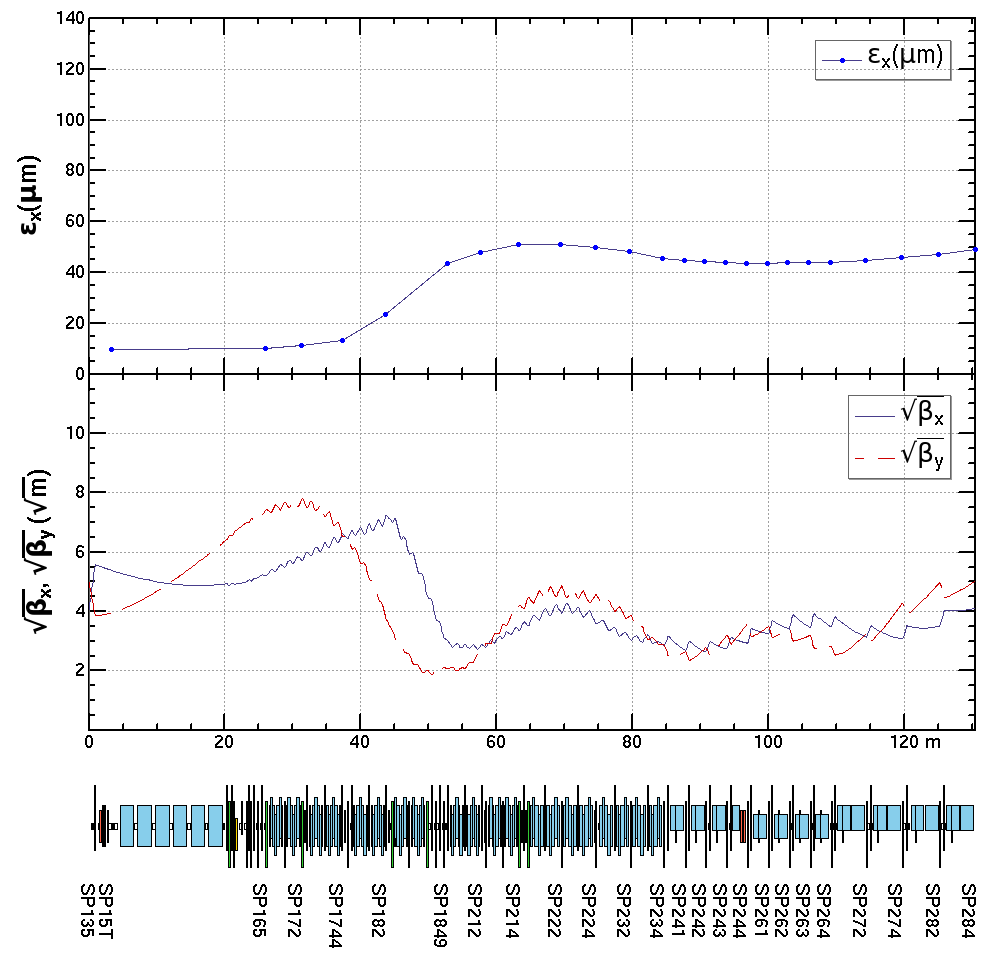 140
120
100
80
60
40
20
0
εx(μm)
εx(μm)
10
8
6
4
2
√βx, √βy(√m)
√βx
√βy
0 20 40 60 80 100 120 m
SP135 SP15T SP165 SP172 SP1744 SP182 SP1849 SP212 SP214 SP222 SP224 SP232 SP234 SP241 SP242 SP243 SP244 SP261 SP262 SP263 SP264 SP272 SP274 SP282 SP284